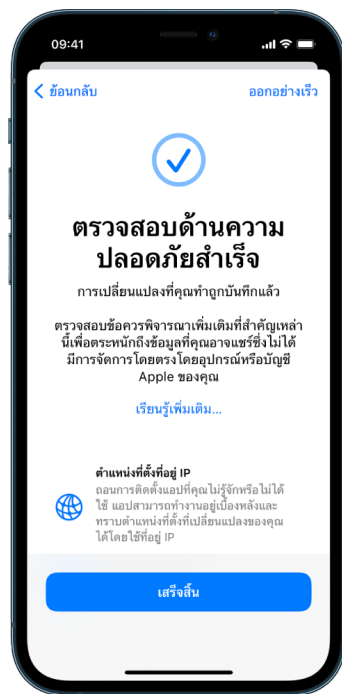 09:41
ย้อนกลับ
ออกอย่างเร็ว
ตรวจสอบด้านความ
ปลอดภัยสำเร็จ
การเปลี่ยนแปลงที่คุณทำถูกบันทึกแล้ว
ตรวจสอบข้อควรพิจารณาเพิ่มเติมที่สำคัญเหล่า
นี้เพื่อตระหนักถึงข้อมูลที่คุณอาจแชร์ซึ่งไม่ได้
มีการจัดการโดยตรงโดยอุปกรณ์หรือบัญชี
Apple ของคุณ
เรียนรู้เพิ่มเติม...
ตำแหน่งที่ตั้งที่อยู่ IP
ถอนการติดตั้งแอปที่คุณไม่รู้จักหรือไม่ได้
ใช้ แอปสามารถทำงานอยู่เบื้องหลังและ
ทราบตำแหน่งที่ตั้งที่เปลี่ยนแปลงของคุณ
ได้โดยใช้ที่อยู่ IP
เสร็จสิ้น